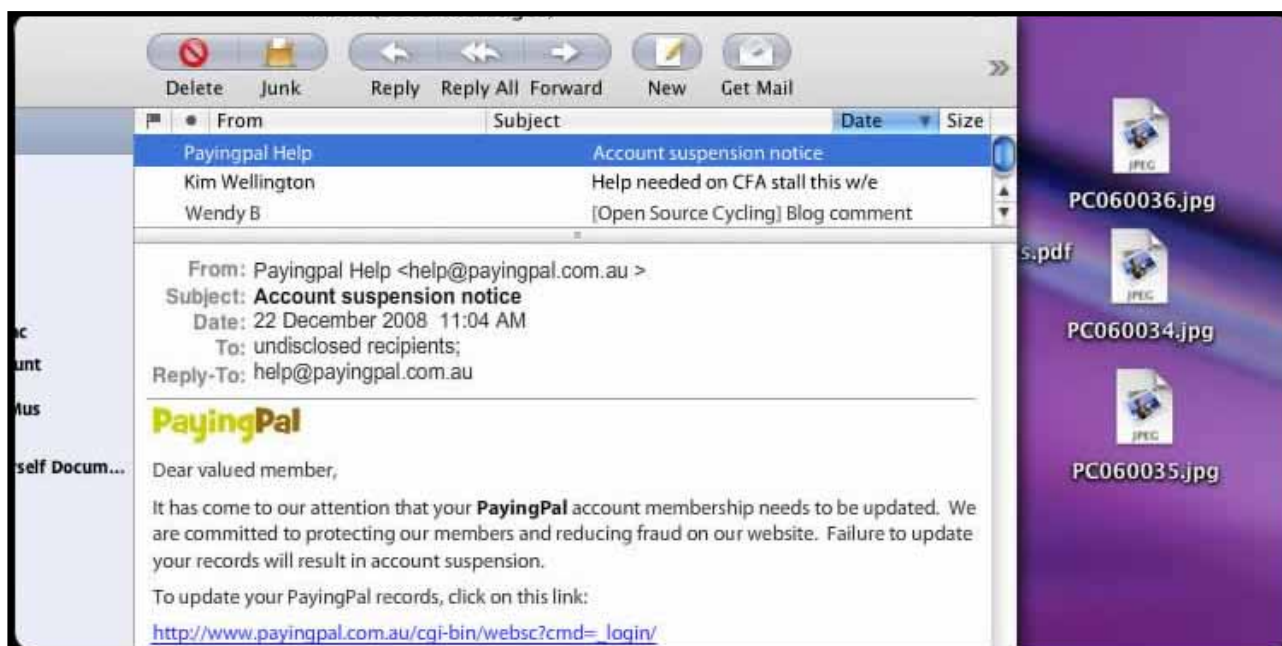 Delete Junk Reply Reply All Forward New Get Mail
From Subject Date Size
Payingpal Help Account suspension notice
Kim Wellington Help needed on CFA stall this w/e
Wendy B [Open Source Cycling] Blog comment
From: Payingpal Help <help@payingpal.com.au >
Subject: Account suspension notice
Date: 22 December 2008 11:04 AM
To: undisclosed recipients;
Reply-To: help@payingpal.com.au
PayingPal
Dear valued member,
It has come to our attention that your PayingPal account membership needs to be updated. We
are committed to protecting our members and reducing fraud on our website. Failure to update
your records will result in account suspension.
To update your PayingPal records, click on this link:
http://www.payingpal.com.au/cgi-bin/websc?cmd=_login/
unt
Mus
self Docum...
JPEG
PC060036.jpg
s.pdf
JPEG
PC060034.jpg
JPEG
PC060035.jpg